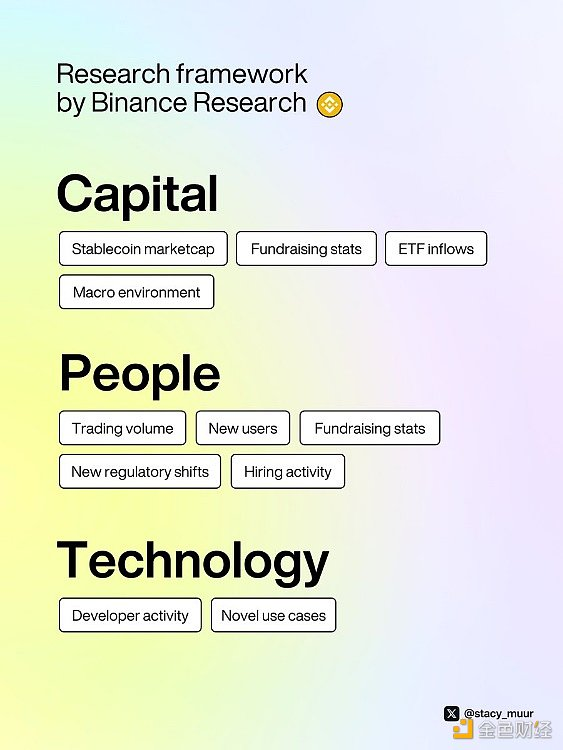 Research framework
by Binance Research
Capital
Stablecoin marketcap Fundraising stats ETF inflows
Macro environment
People
Trading volume New users Fundraising stats
New regulatory shifts Hiring activity
Technology
Developer activity Novel use cases
X @stacy_muur
金色财经